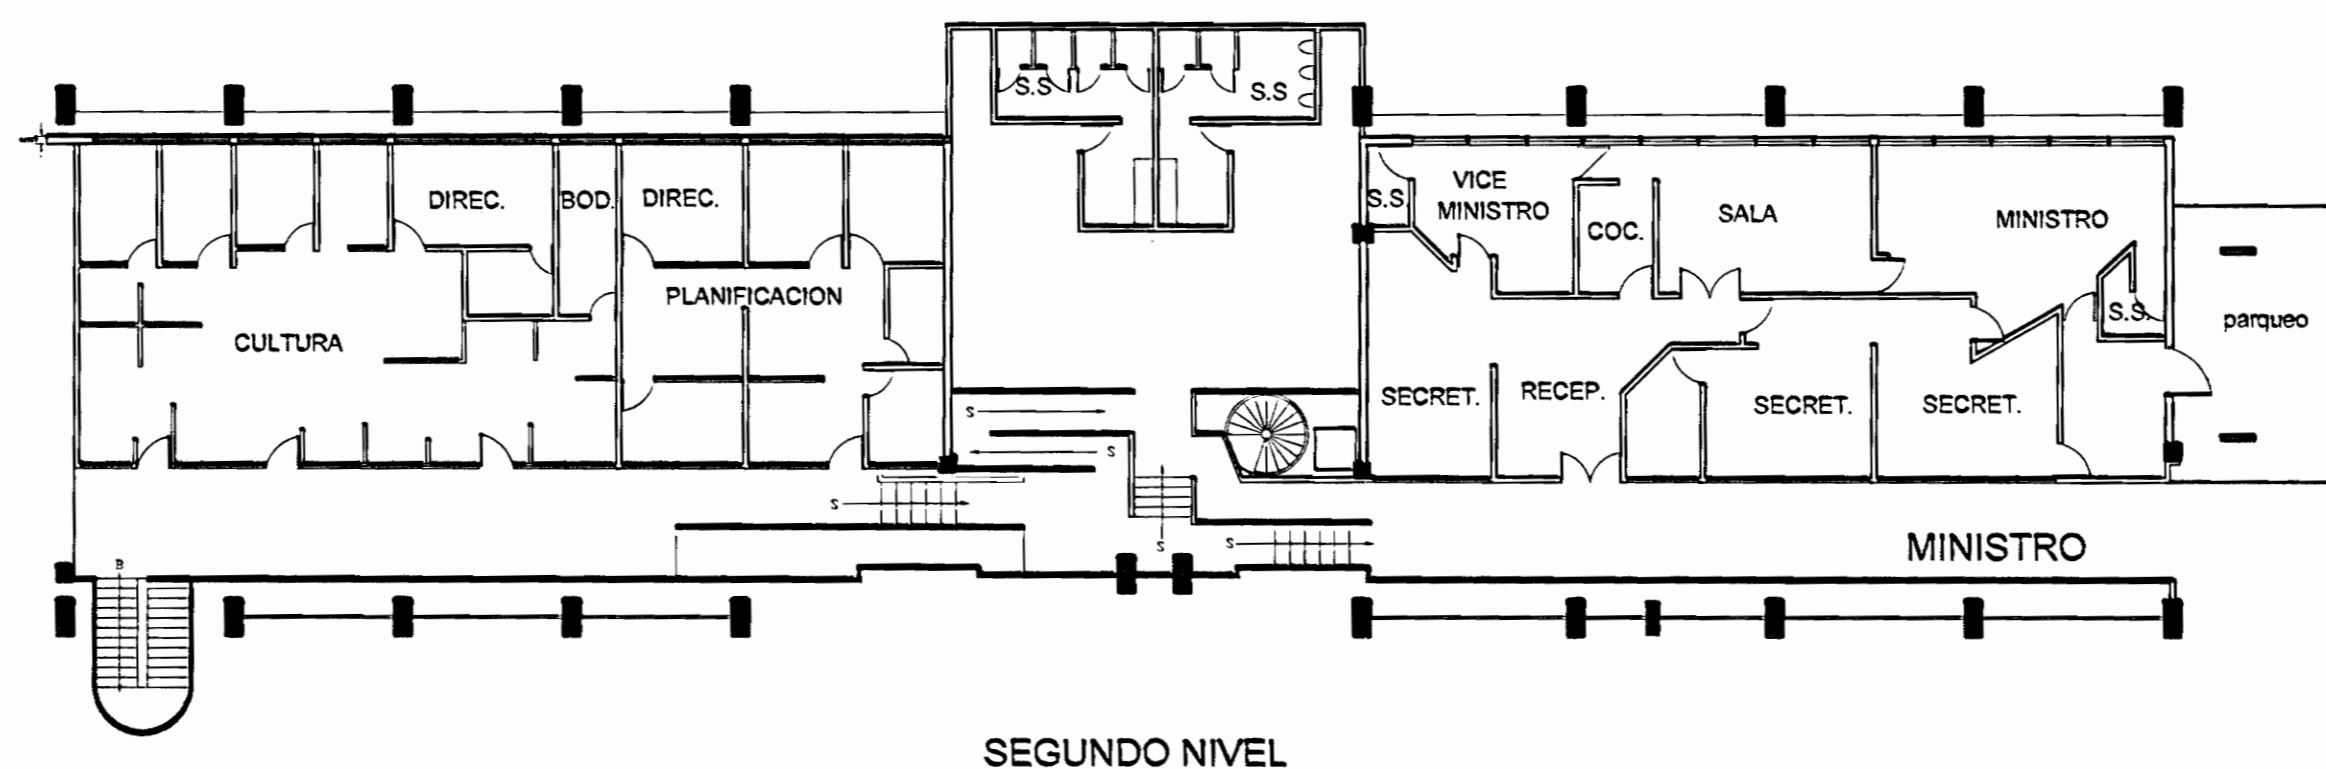 S.S
S.S
DIREC.
BOD.
DIREC.
S.S
VICE
MINISTRO
COC.
SALA
MINISTRO
PLANIFICACION
CULTURA
S.S.
parqueo
SECRET.
RECEP.
SECRET.
SECRET.
S
S
S
S
S
MINISTRO
B
SEGUNDO NIVEL